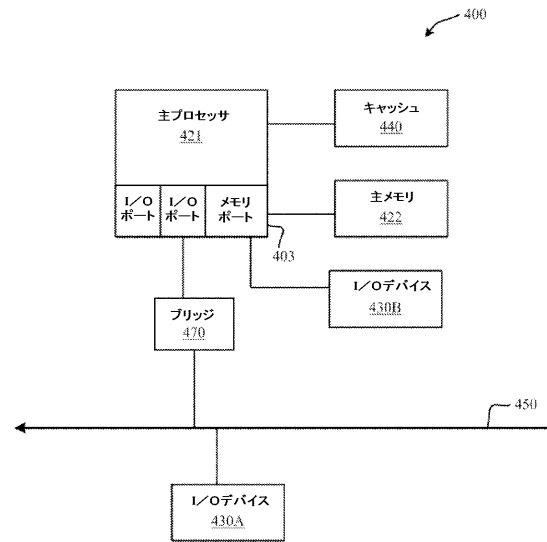 400
主プロセッサ
421
キャッシュ
440
I/O
ポート
I/O
ポート
メモリ
ポート
主メモリ
422
403
I/Oデバイス
430B
ブリッジ
470
450
I/Oデバイス
430A